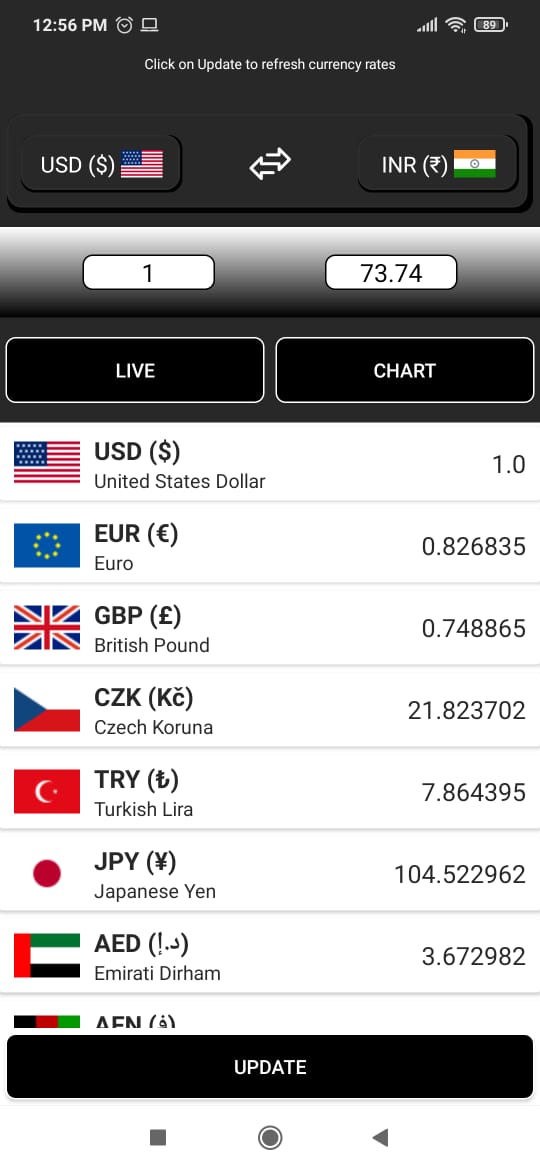 12:56 PM 89
Click on Update to refresh currency rates
USD ($) INR (₹)
1 73.74
LIVE CHART
USD ($)
United States Dollar
1.0
EUR (€)
Euro
0.826835
GBP (£)
British Pound
0.748865
CZK (Kč)
Czech Koruna
21.823702
TRY (₺)
Turkish Lira
7.864395
JPY (¥)
Japanese Yen
104.522962
AED (د.إ)
Emirati Dirham
3.672982
AFN (؋)
UPDATE